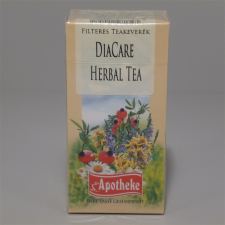 FILTERES TEAKEVERÉK
DIACARE
HERBAL TEA
Apotheke